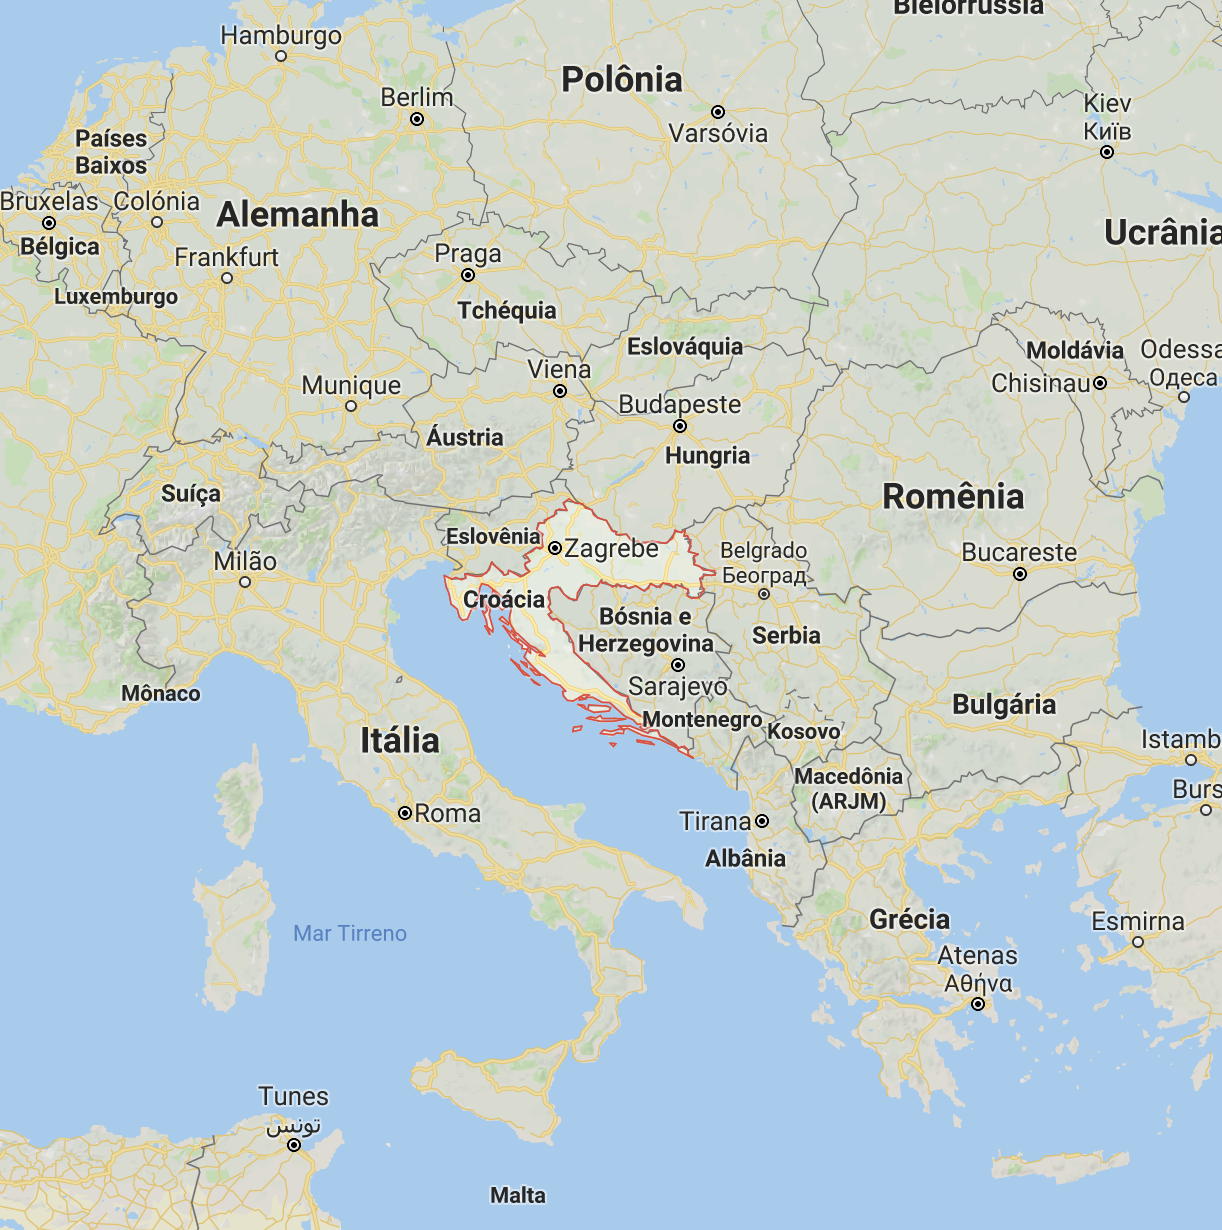 Bielorrússia
Hamburgo
Polônia
Berlim
Kiev
Київ
Varsóvia
Países
Baixos
Bruxelas
Colónia
Alemanha
Ucrânia
Bélgica
Praga
Frankfurt
Luxemburgo
Tchéquia
Eslováquia
Moldávia
Odessa
Одеса
Viena
Munique
Chisinau
Budapeste
Áustria
Hungria
Suíça
Romênia
Eslovênia
Zagrebe
Belgrado
Београд
Bucareste
Milão
Croácia
Bósnia e
Herzegovina
Serbia
Sarajevo
Mônaco
Bulgária
Montenegro
Kosovo
Itália
Istamb
Macedônia
(ARJM)
Burs
Roma
Tirana
Albânia
Grécia
Esmirna
Mar Tirreno
Atenas
Αθήνα
Tunes
تونس
Malta